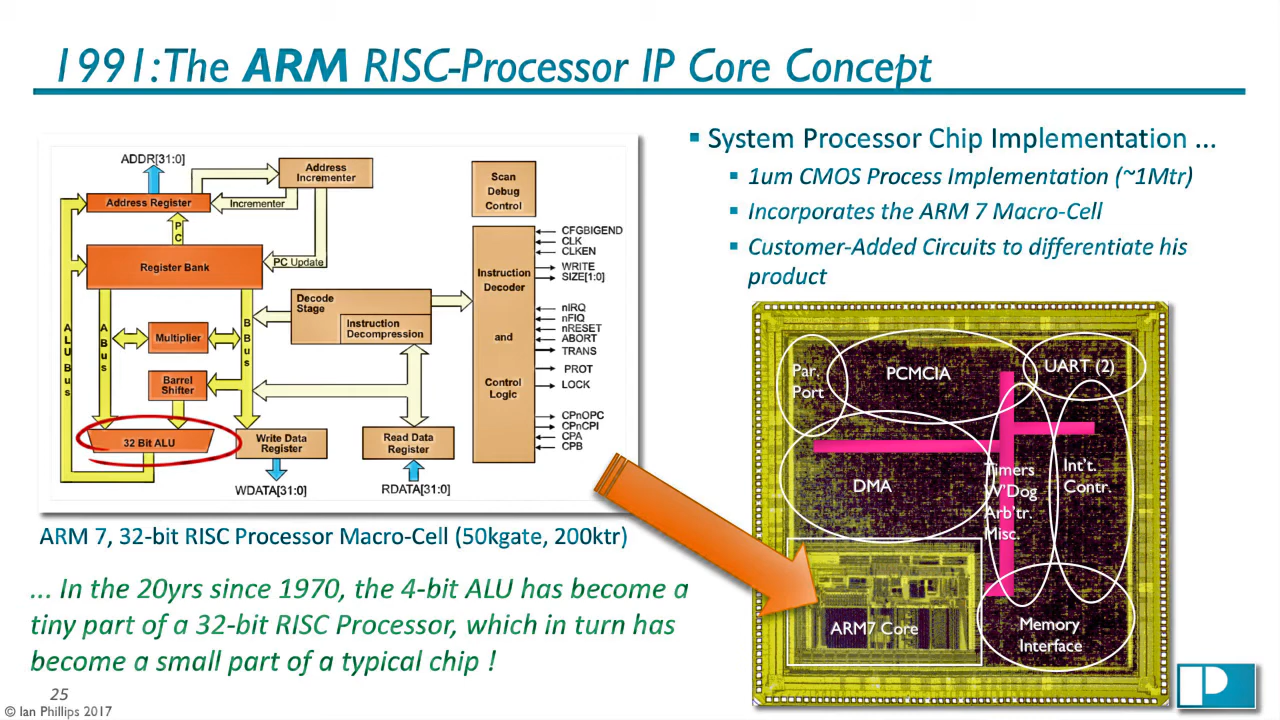 1991:The ARM RISC-Processor IP Core Concept
ADDR[31:0]
Address
Incrementer
Address Register
Incrementer
P
C
Register Bank
PC Update
Scan
Debug
Control
CFGBIGEND
CLK
CLKEN
WRITE
SIZE[1:0]
nIRQ
nFIQ
nRESET
ABORT
TRANS
PROT
LOCK
CPnOPC
CPnCPI
CPA
CPB
Instruction
Decoder
and
Control
Logic
Decode
Stage
Instruction
Decompression
A
L
U
B
u
s
A
B
u
s
B
B
u
s
Multiplier
Barrel
Shifter
32 Bit ALU
Write Data
Register
Read Data
Register
WDATA[31:0]
RDATA[31:0]
ARM 7, 32-bit RISC Processor Macro-Cell (50kgate, 200ktr)
... In the 20yrs since 1970, the 4-bit ALU has become a
tiny part of a 32-bit RISC Processor, which in turn has
become a small part of a typical chip !
▪ System Processor Chip Implementation ...
▪ 1um CMOS Process Implementation (~1Mtr)
▪ Incorporates the ARM 7 Macro-Cell
▪ Customer-Added Circuits to differentiate his
product
Par.
Port
PCMCIA
UART (2)
DMA
Timers
W'Dog
Arb'tr.
Misc.
Int't.
Contr.
ARM7 Core
Memory
Interface
P
25
© Ian Phillips 2017